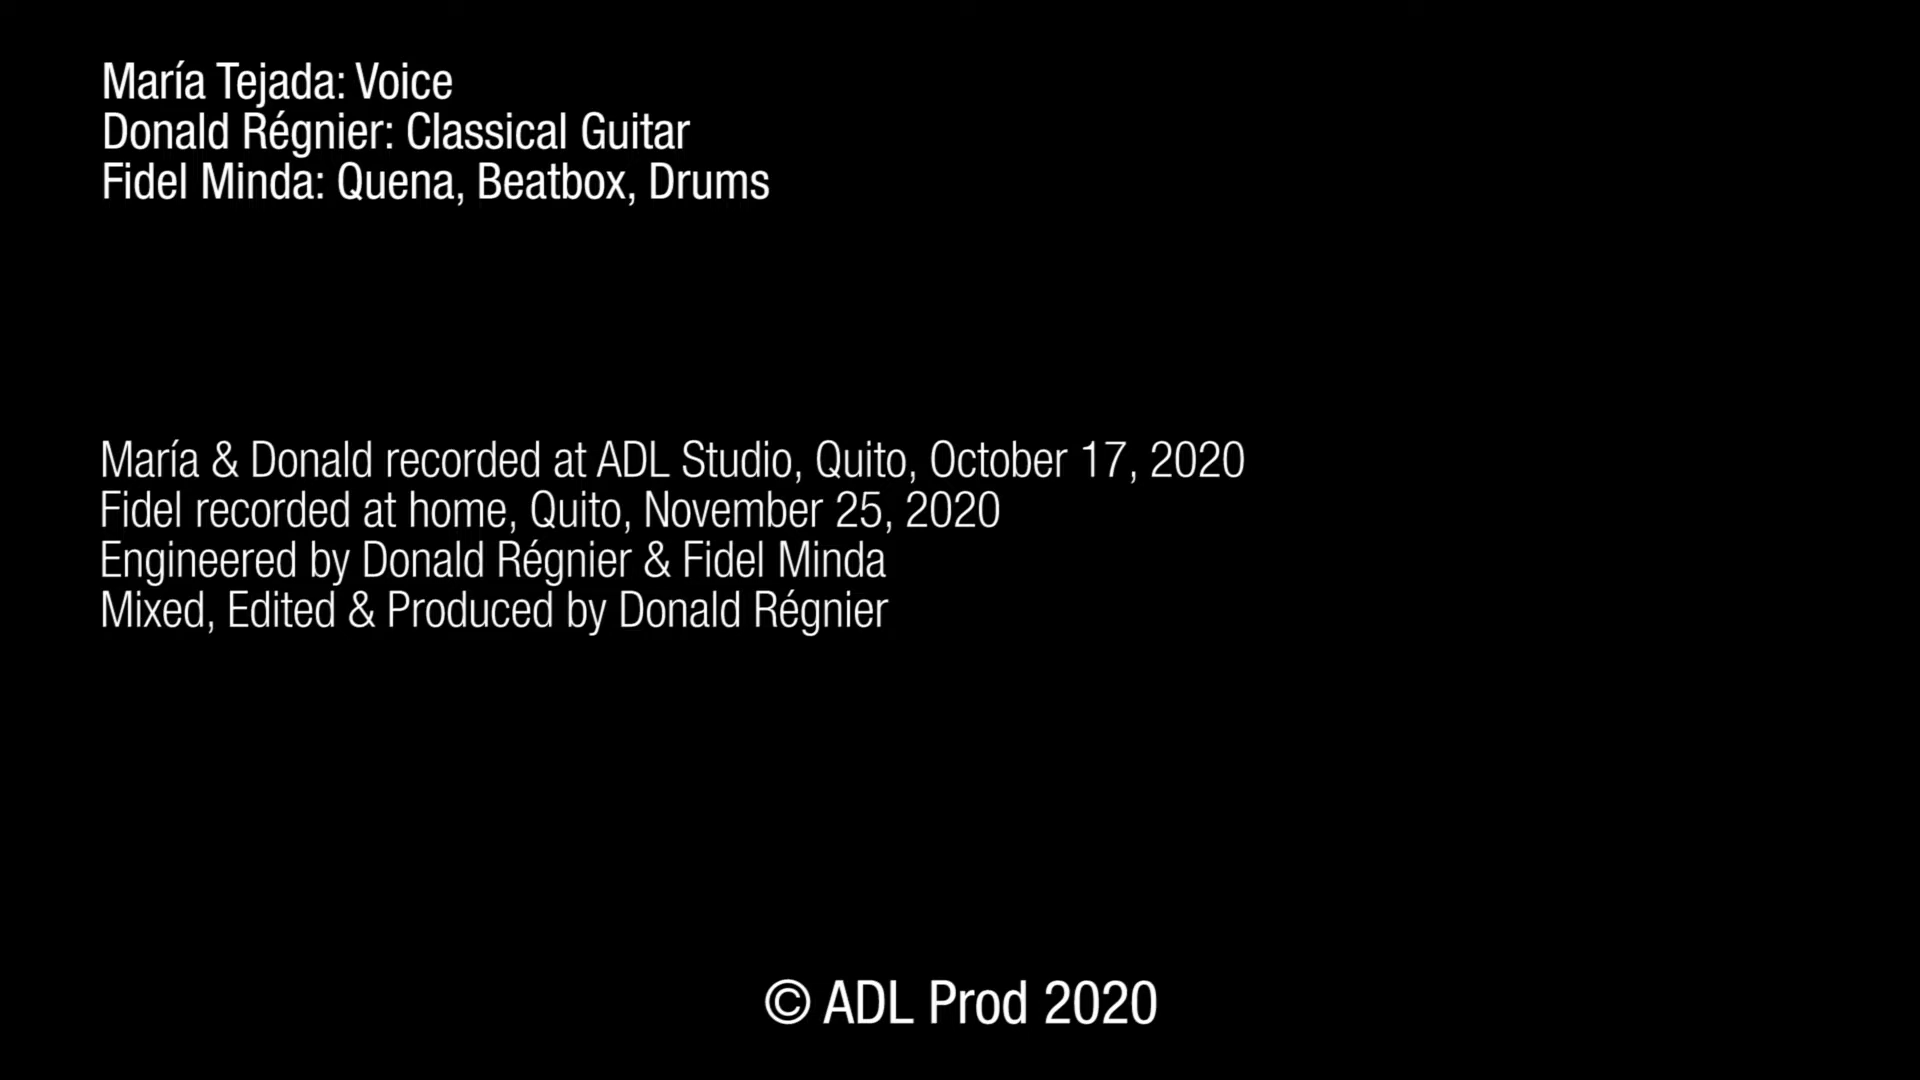 María Tejada: Voice
Donald Régnier: Classical Guitar
Fidel Minda: Quena, Beatbox, Drums
María & Donald recorded at ADL Studio, Quito, October 17, 2020
Fidel recorded at home, Quito, November 25, 2020
Engineered by Donald Régnier & Fidel Minda
Mixed, Edited & Produced by Donald Régnier
© ADL Prod 2020